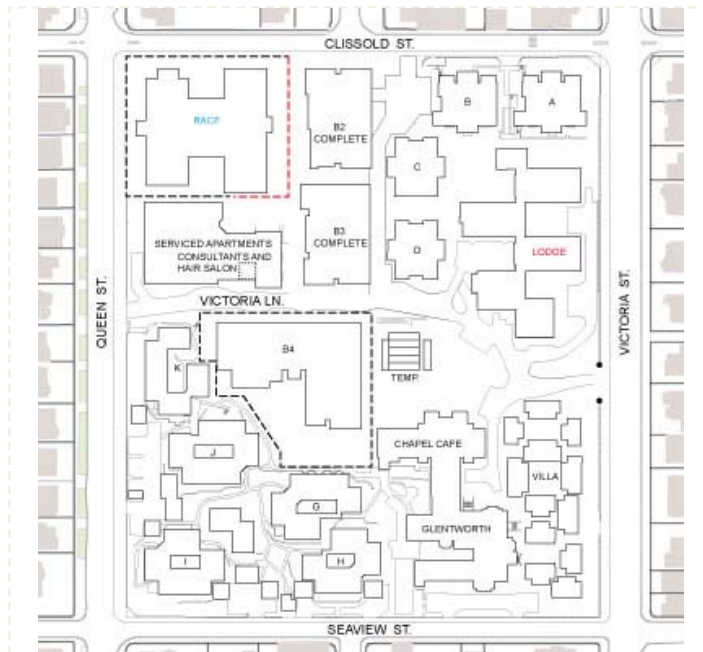 CLISSOLD ST.
RACF
B2
COMPLETE
B
A
C
B3
COMPLETE
D
LODGE
SERVICED APARTMENTS
CONSULTANTS AND
HAIR SALON
VICTORIA LN.
QUEEN ST.
VICTORIA ST.
B4
K
TEMP
J
CHAPEL CAFE
VILLA
G
GLENTWORTH
I
H
SEAVIEW ST.